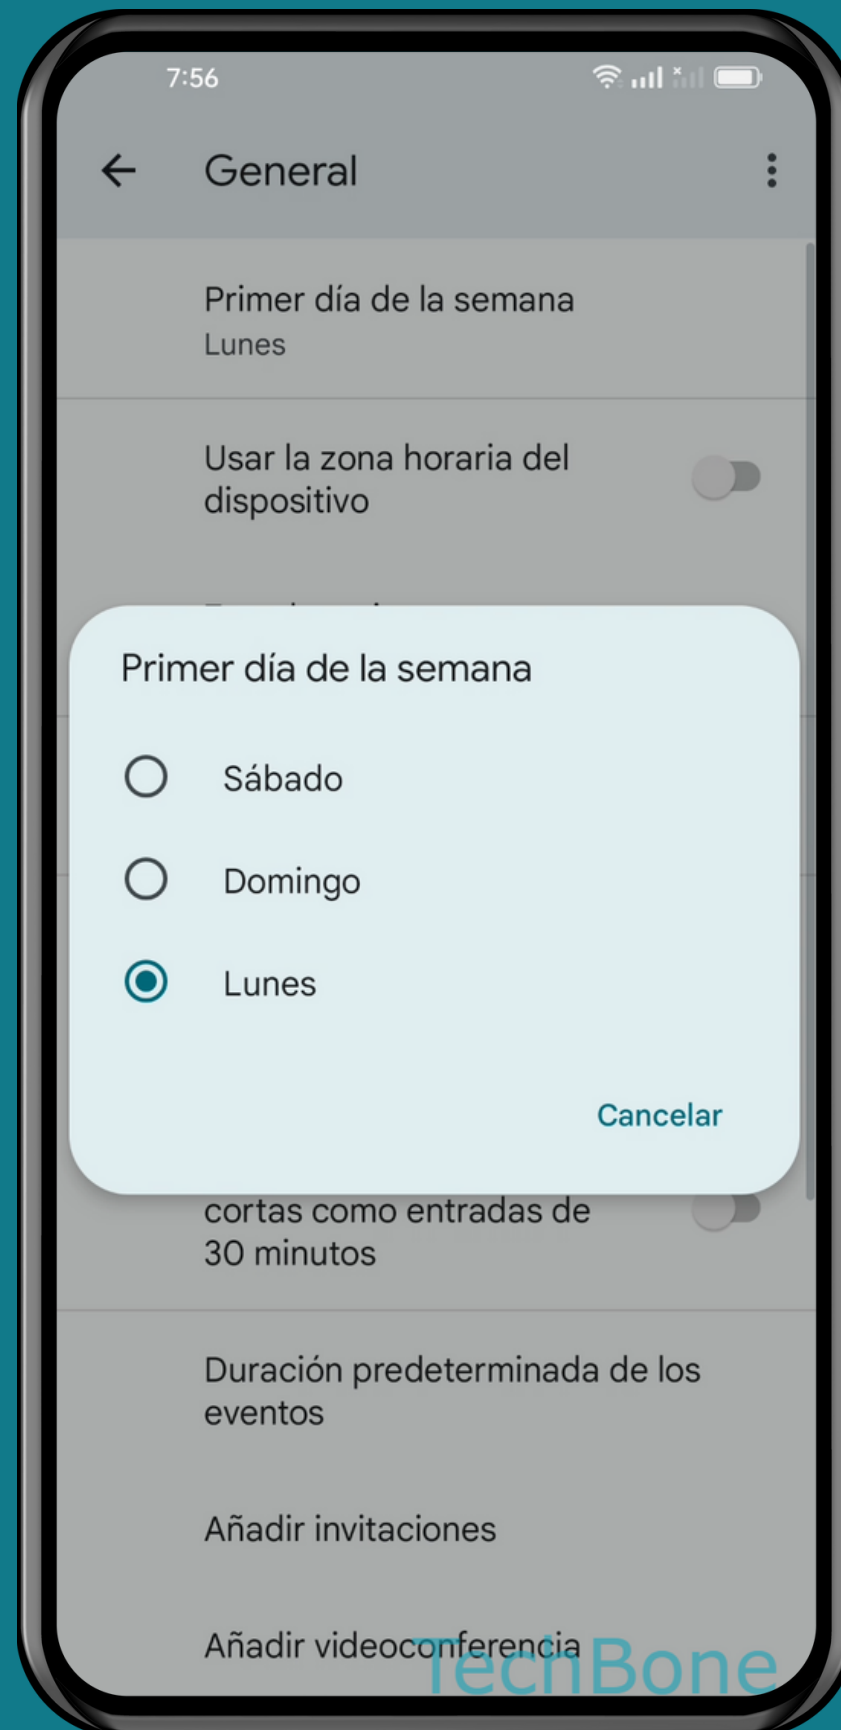 7:56
General
Primer día de la semana
Lunes
Usar la zona horaria del
dispositivo
Primer día de la semana
Sábado
Domingo
Lunes
Cancelar
cortas como entradas de
30 minutos
Duración predeterminada de los
eventos
Añadir invitaciones
Añadir videoconferencia
TechBone